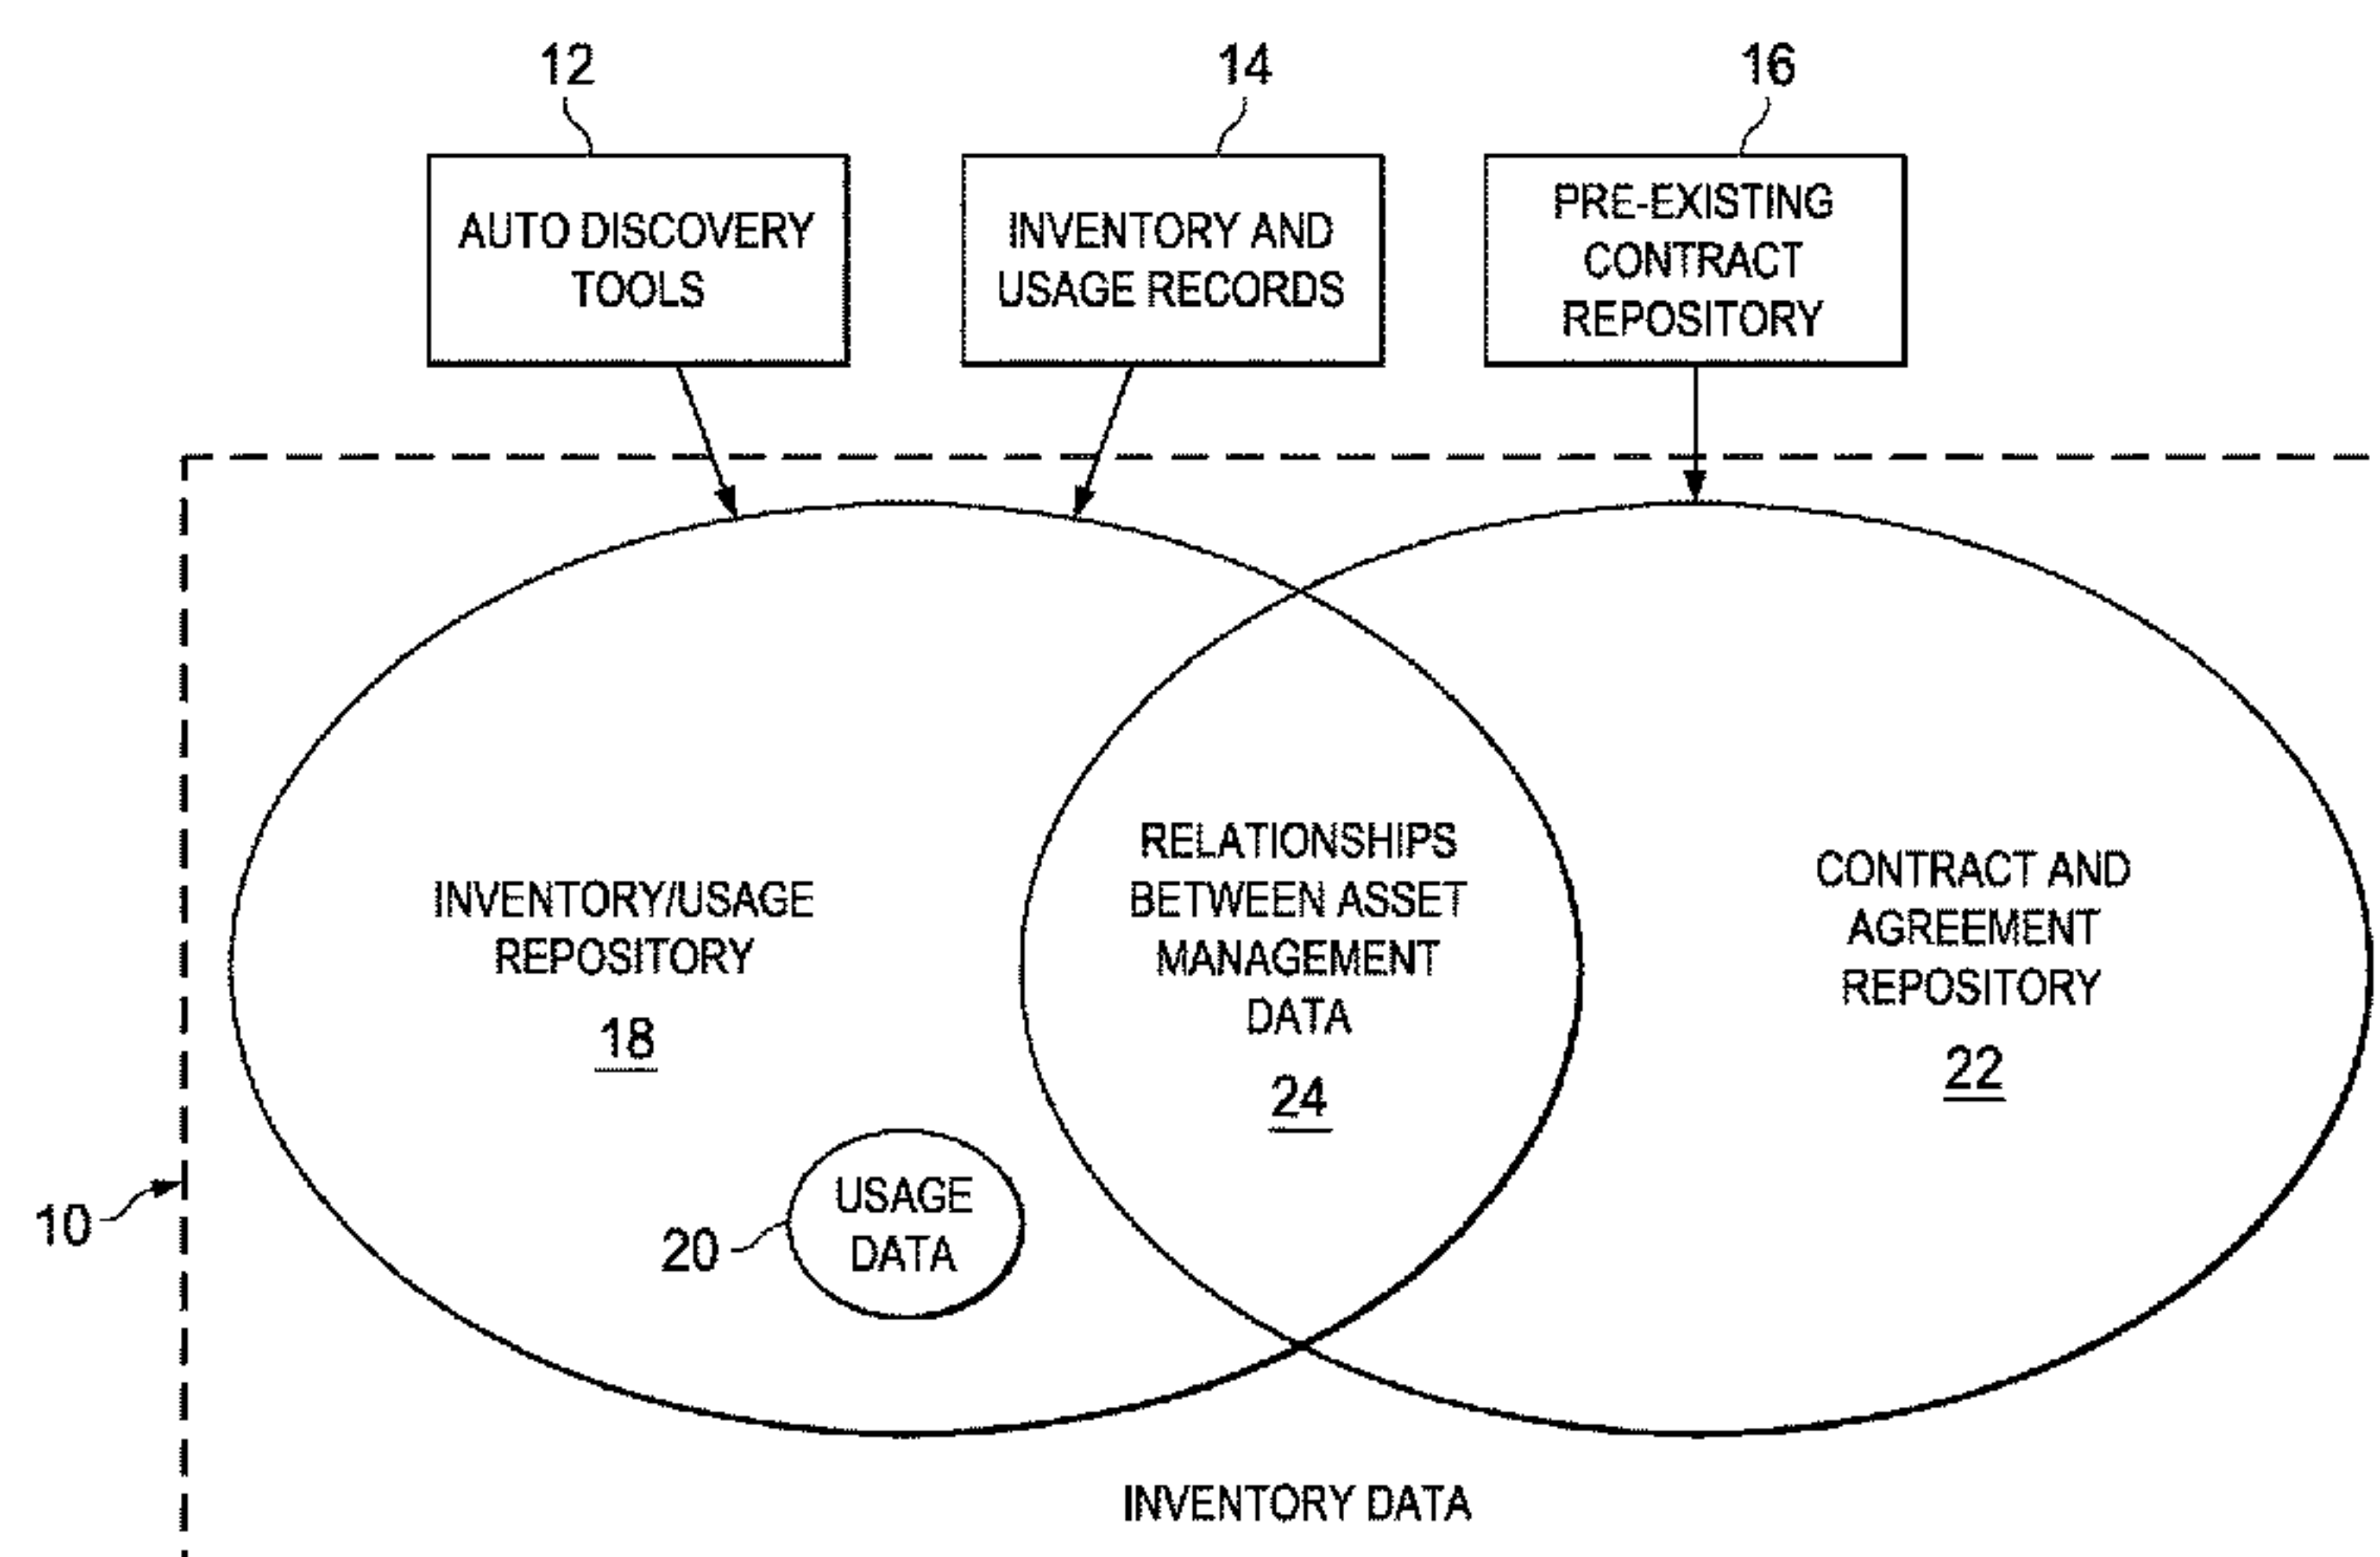 12
14
16
AUTO DISCOVERY
TOOLS
INVENTORY AND
USAGE RECORDS
PRE-EXISTING
CONTRACT
REPOSITORY
INVENTORY/USAGE
REPOSITORY
18
RELATIONSHIPS
BETWEEN ASSET
MANAGEMENT
DATA
24
CONTRACT AND
AGREEMENT
REPOSITORY
22
10
20
USAGE
DATA
INVENTORY DATA